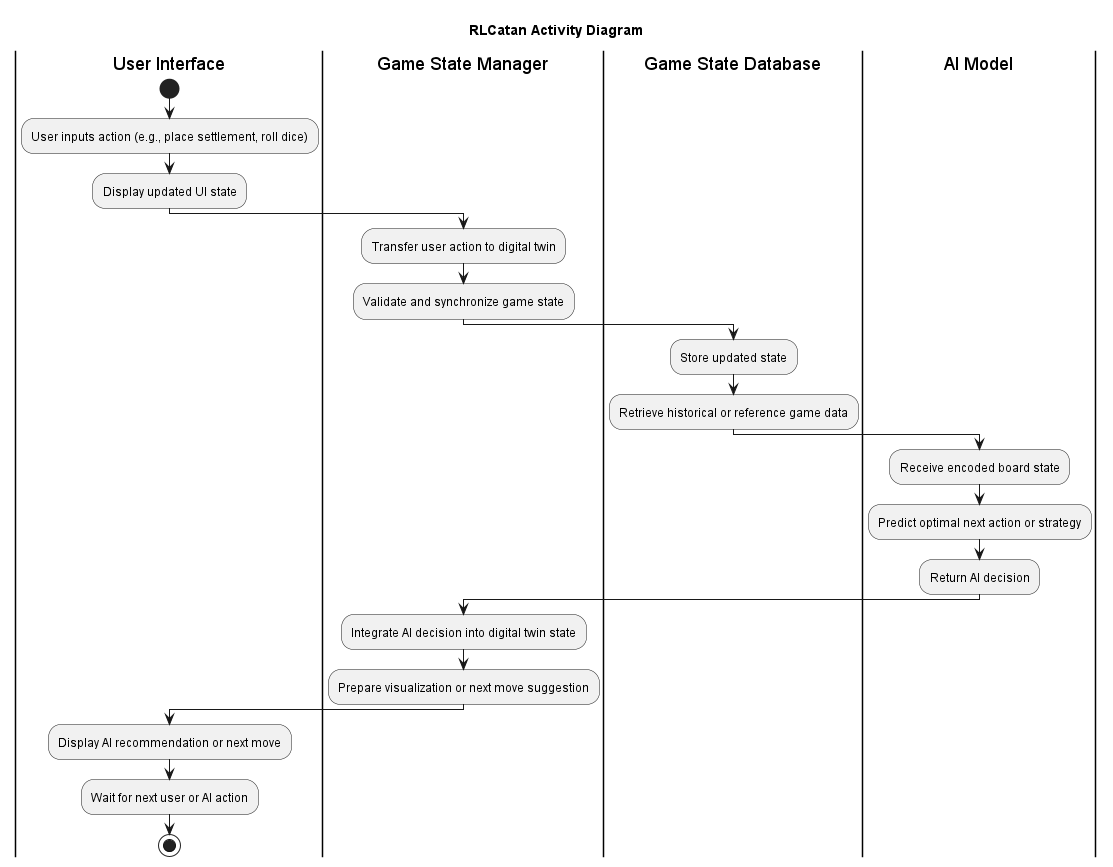 RLCatan Activity Diagram
User Interface
Game State Manager
Game State Database
AI Model
User inputs action (e.g., place settlement, roll dice)
Display updated UI state
Transfer user action to digital twin
Validate and synchronize game state
Store updated state
Retrieve historical or reference game data
Receive encoded board state
Predict optimal next action or strategy
Return AI decision
Integrate AI decision into digital twin state
Prepare visualization or next move suggestion
Display AI recommendation or next move
Wait for next user or AI action